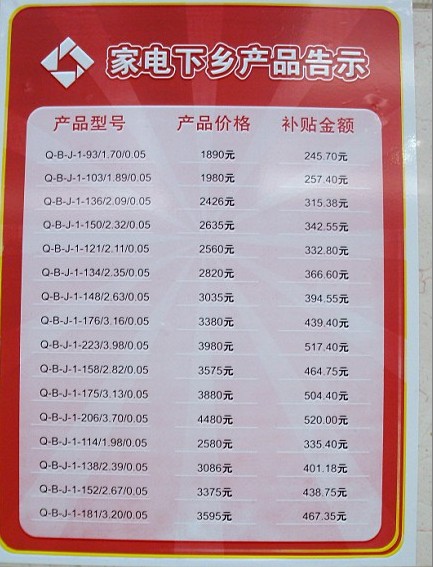 家电下乡产品告示
产品型号 产品价格 补贴金额
Q-B-J-1-93/1.70/0.05 1890元 245.70元
Q-B-J-1-103/1.89/0.05 1980元 257.40元
Q-B-J-1-136/2.09/0.05 2426元 315.38元
Q-B-J-1-150/2.32/0.05 2635元 342.55元
Q-B-J-1-121/2.11/0.05 2560元 332.80元
Q-B-J-1-134/2.35/0.05 2820元 366.60元
Q-B-J-1-148/2.63/0.05 3035元 394.55元
Q-B-J-1-176/3.16/0.05 3380元 439.40元
Q-B-J-1-223/3.98/0.05 3980元 517.40元
Q-B-J-1-158/2.82/0.05 3575元 464.75元
Q-B-J-1-175/3.13/0.05 3880元 504.40元
Q-B-J-1-206/3.70/0.05 4480元 520.00元
Q-B-J-1-114/1.98/0.05 2580元 335.40元
Q-B-J-1-138/2.39/0.05 3086元 401.18元
Q-B-J-1-152/2.67/0.05 3375元 438.75元
Q-B-J-1-181/3.20/0.05 3595元 467.35元